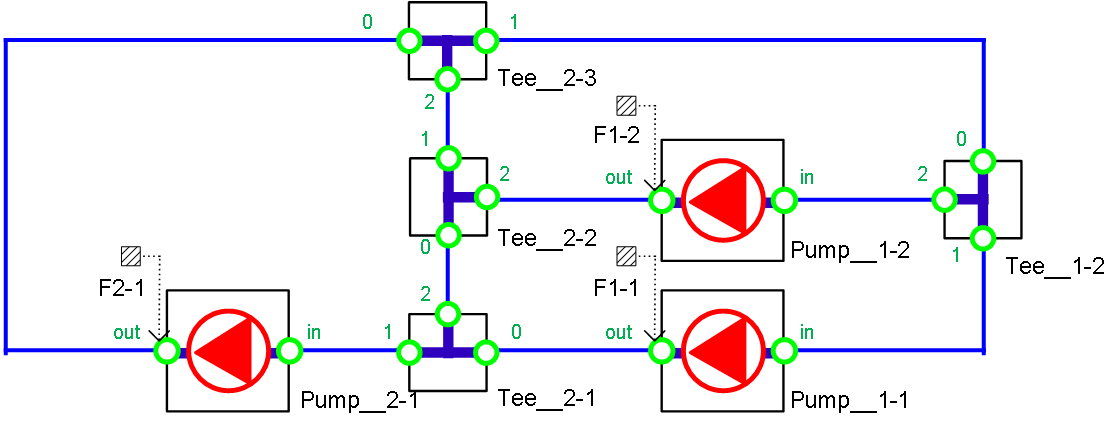 0
1
Tee__2-3
2
1
F1-2
0
out
in
2
2
Tee__2-2
0
Pump__1-2
1
Tee__1-2
F2-1
F1-1
2
out
in
1
0
out
in
Pump__2-1
Tee__2-1
Pump__1-1